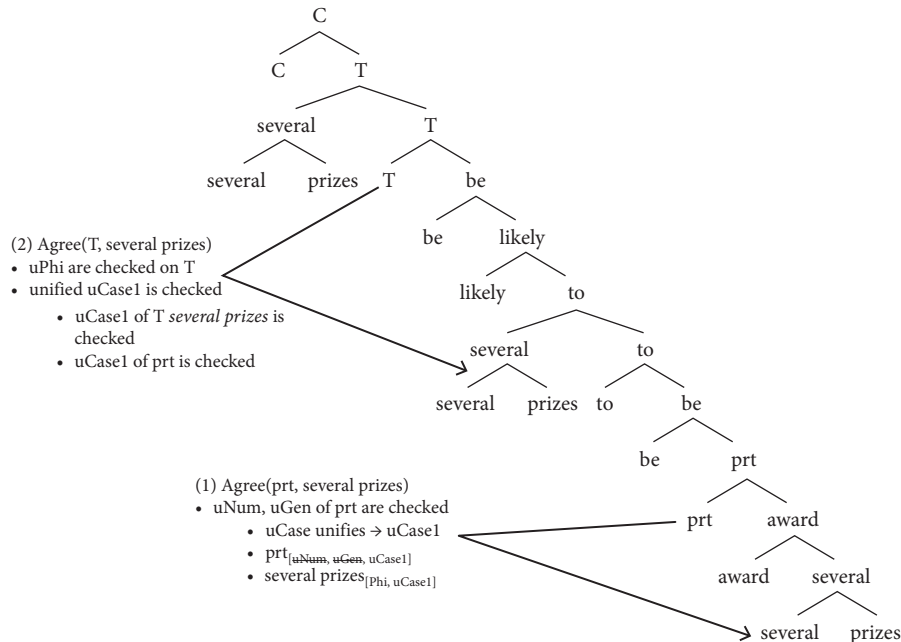 C
C T
several T
several prizes T be
be likely
(2) Agree(T, several prizes)
• uPhi are checked on T
• unified uCase1 is checked
• uCase1 of T several prizes is
checked
• uCase1 of prt is checked
likely to
several to
several prizes to be
be prt
(1) Agree(prt, several prizes)
• uNum, uGen of prt are checked
• uCase unifies → uCase1
• prt[uNum, uGen, uCase1]
• several prizes[Phi, uCase1]
prt award
award several
several prizes